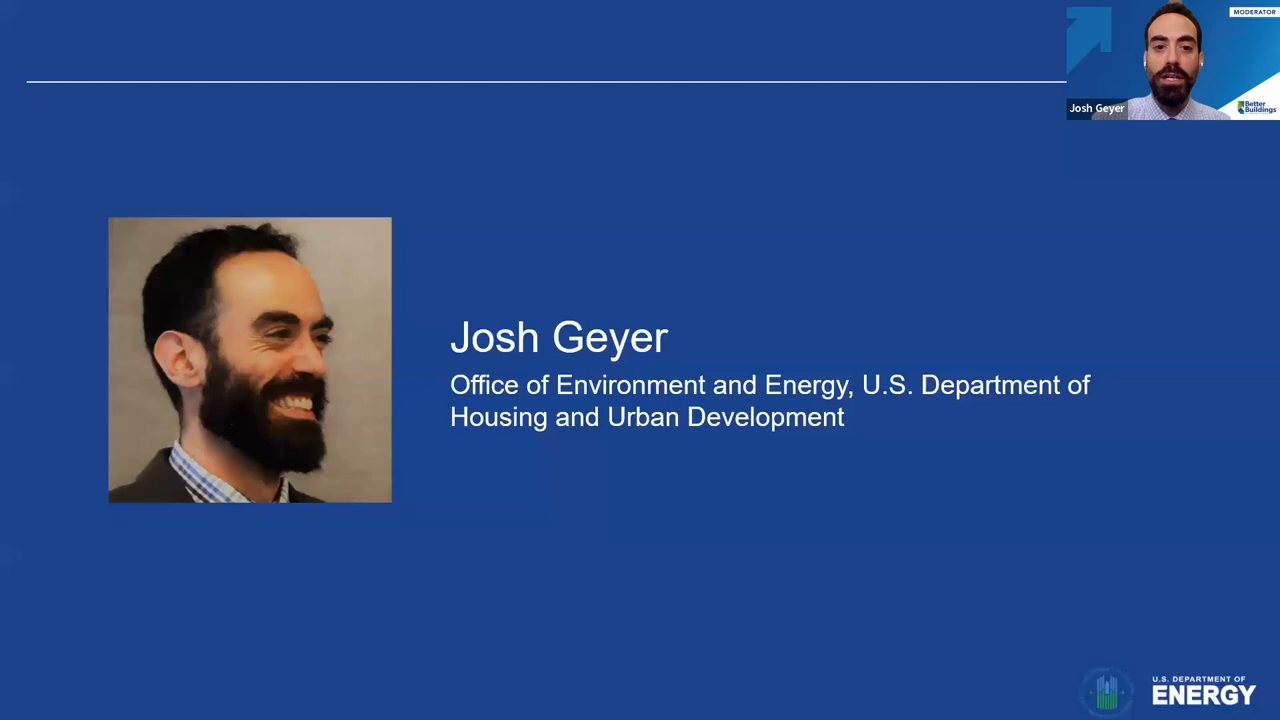 MODERATOR
Josh Geyer
Better
Buildings
Josh Geyer
Office of Environment and Energy, U.S. Department of
Housing and Urban Development
U.S. DEPARTMENT OF
ENERGY